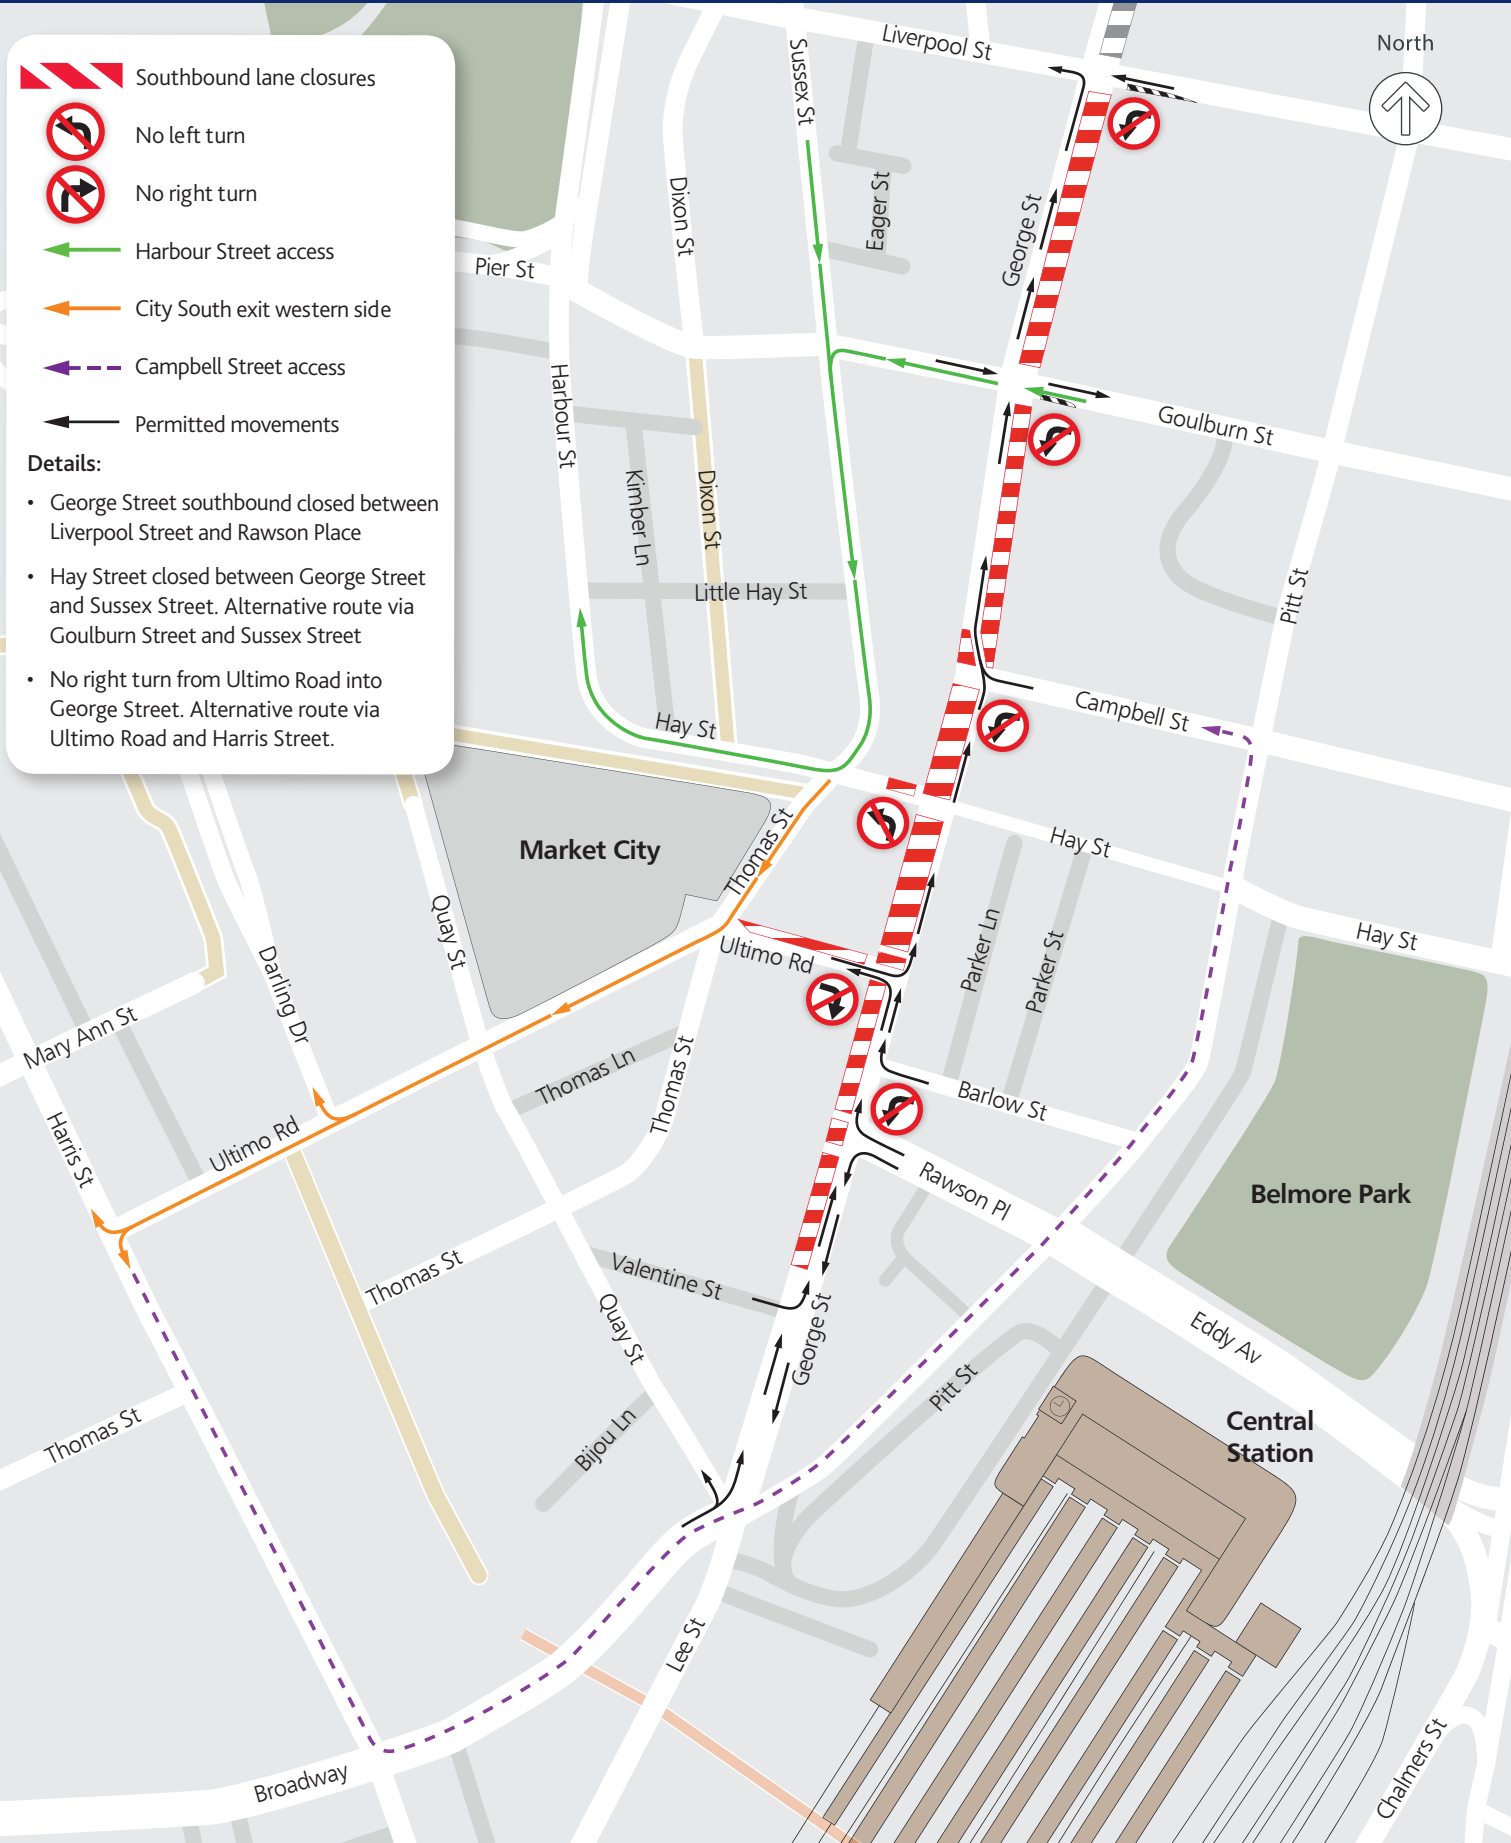 Southbound lane closures
No left turn
No right turn
Harbour Street access
City South exit western side
Campbell Street access
Permitted movements
Details:
• George Street southbound closed between
Liverpool Street and Rawson Place
• Hay Street closed between George Street
and Sussex Street. Alternative route via
Goulburn Street and Sussex Street
• No right turn from Ultimo Road into
George Street. Alternative route via
Ultimo Road and Harris Street.
North
Liverpool St
Sussex St
Eager St
Dixon St
George St
Pier St
Harbour St
Goulburn St
Kimber Ln
Dixon St
Little Hay St
Pitt St
Campbell St
Hay St
Market City
Thomas St
Hay St
Quay St
Ultimo Rd
Parker Ln
Parker St
Hay St
Darling Dr
Mary Ann St
Thomas Ln
Thomas St
Barlow St
Harris St
Ultimo Rd
Rawson Pl
Belmore Park
Thomas St
Valentine St
Quay St
George St
Eddy Av
Pitt St
Thomas St
Bijou Ln
Central
Station
Lee St
Broadway
Chalmers St